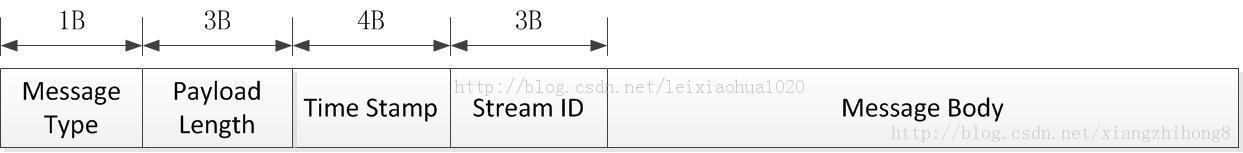 1B
3B
4B
3B
Message
Type
Payload
Length
Time Stamp
Stream ID
Message Body
http://blog.csdn.net/leixiaohua1020
http://blog.csdn.net/xiangzhihong8